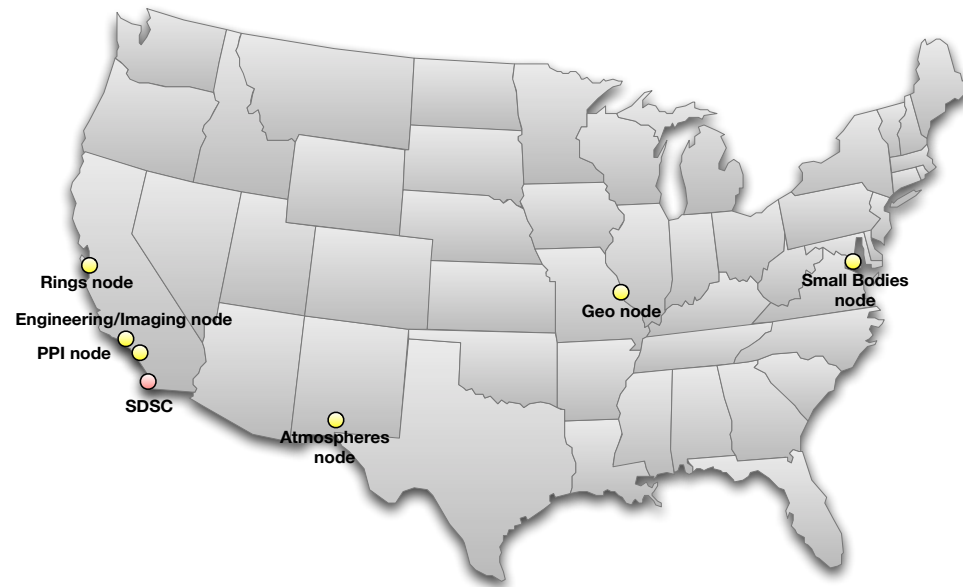 Rings node
Engineering/Imaging node
PPI node
SDSC
Atmospheres
node
Geo node
Small Bodies
node